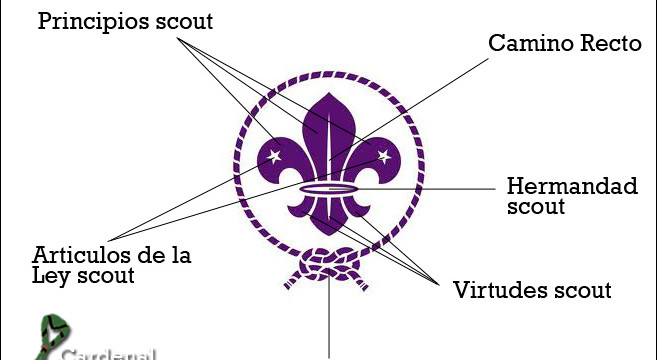 Principios scout
Camino Recto
Hermandad
scout
Articulos de la
Ley scout
Virtudes scout
Cardenal